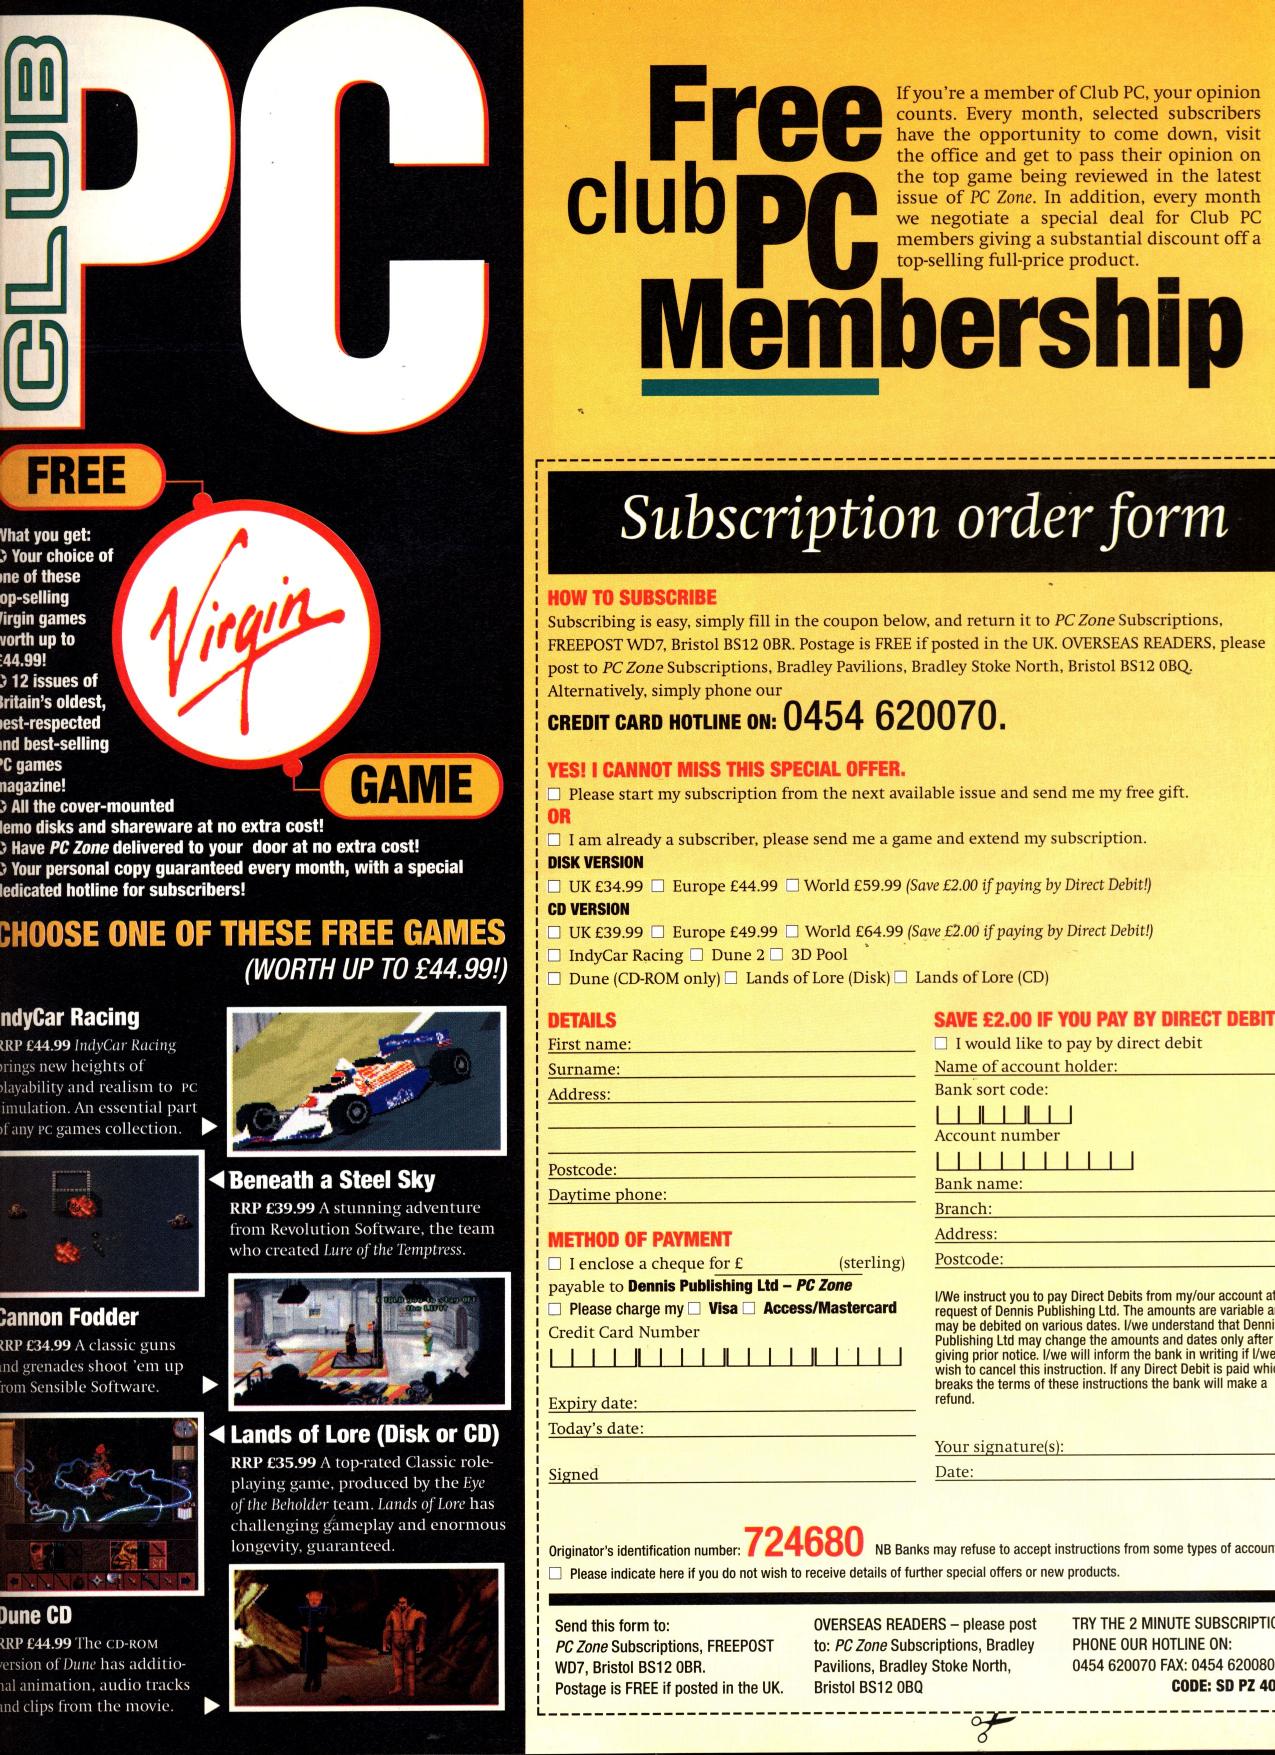 CLUB
PC
FREE
Virgin
GAME
What you get:
Your choice of
one of these
top-selling
Virgin games
worth up to
£44.99!
12 issues of
Britain's oldest,
best-respected
and best-selling
PC games
magazine!
All the cover-mounted
demo disks and shareware at no extra cost!
Have PC Zone delivered to your door at no extra cost!
Your personal copy guaranteed every month, with a special
dedicated hotline for subscribers!
CHOOSE ONE OF THESE FREE GAMES
(WORTH UP TO £44.99!)
IndyCar Racing
RRP £44.99 IndyCar Racing
brings new heights of
playability and realism to PC
simulation. An essential part
of any PC games collection.
Beneath a Steel Sky
RRP £39.99 A stunning adventure
from Revolution Software, the team
who created Lure of the Temptress.
Cannon Fodder
RRP £34.99 A classic guns
and grenades shoot 'em up
from Sensible Software.
Lands of Lore (Disk or CD)
RRP £35.99 A top-rated Classic role-
playing game, produced by the Eye
of the Beholder team. Lands of Lore has
challenging gameplay and enormous
longevity, guaranteed.
Dune CD
RRP £44.99 The CD-ROM
version of Dune has additio-
nal animation, audio tracks
and clips from the movie.
Free
club PC
Membership
If you're a member of Club PC, your opinion
counts. Every month, selected subscribers
have the opportunity to come down, visit
the office and get to pass their opinion on
the top game being reviewed in the latest
issue of PC Zone. In addition, every month
we negotiate a special deal for Club PC
members giving a substantial discount off a
top-selling full-price product.
Subscription order form
HOW TO SUBSCRIBE
Subscribing is easy, simply fill in the coupon below, and return it to PC Zone Subscriptions,
FREEPOST WD7, Bristol BS12 0BR. Postage is FREE if posted in the UK. OVERSEAS READERS, please
post to PC Zone Subscriptions, Bradley Pavilions, Bradley Stoke North, Bristol BS12 0BQ.
Alternatively, simply phone our
CREDIT CARD HOTLINE ON: 0454 620070.
YES! I CANNOT MISS THIS SPECIAL OFFER.
Please start my subscription from the next available issue and send me my free gift.
OR
I am already a subscriber, please send me a game and extend my subscription.
DISK VERSION
UK £34.99 Europe £44.99 World £59.99 (Save £2.00 if paying by Direct Debit!)
CD VERSION
UK £39.99 Europe £49.99 World £64.99 (Save £2.00 if paying by Direct Debit!)
IndyCar Racing Dune 2 3D Pool
Dune (CD-ROM only) Lands of Lore (Disk) Lands of Lore (CD)
DETAILS
First name:
Surname:
Address:
Postcode:
Daytime phone:
METHOD OF PAYMENT
I enclose a cheque for £ (sterling)
payable to Dennis Publishing Ltd – PC Zone
Please charge my Visa Access/Mastercard
Credit Card Number
Expiry date:
Today's date:
Signed
SAVE £2.00 IF YOU PAY BY DIRECT DEBIT
I would like to pay by direct debit
Name of account holder:
Bank sort code:
Account number
Bank name:
Branch:
Address:
Postcode:
I/We instruct you to pay Direct Debits from my/our account at
request of Dennis Publishing Ltd. The amounts are variable a
may be debited on various dates. I/we understand that Denni
Publishing Ltd may change the amounts and dates only after
giving prior notice. I/we will inform the bank in writing if I/we
wish to cancel this instruction. If any Direct Debit is paid whic
breaks the terms of these instructions the bank will make a
refund.
Your signature(s):
Date:
Originator's identification number: 724680 NB Banks may refuse to accept instructions from some types of accoun
Please indicate here if you do not wish to receive details of further special offers or new products.
Send this form to:
PC Zone Subscriptions, FREEPOST
WD7, Bristol BS12 0BR.
Postage is FREE if posted in the UK.
OVERSEAS READERS – please post
to: PC Zone Subscriptions, Bradley
Pavilions, Bradley Stoke North,
Bristol BS12 0BQ
TRY THE 2 MINUTE SUBSCRIPTIO
PHONE OUR HOTLINE ON:
0454 620070 FAX: 0454 620080
CODE: SD PZ 40